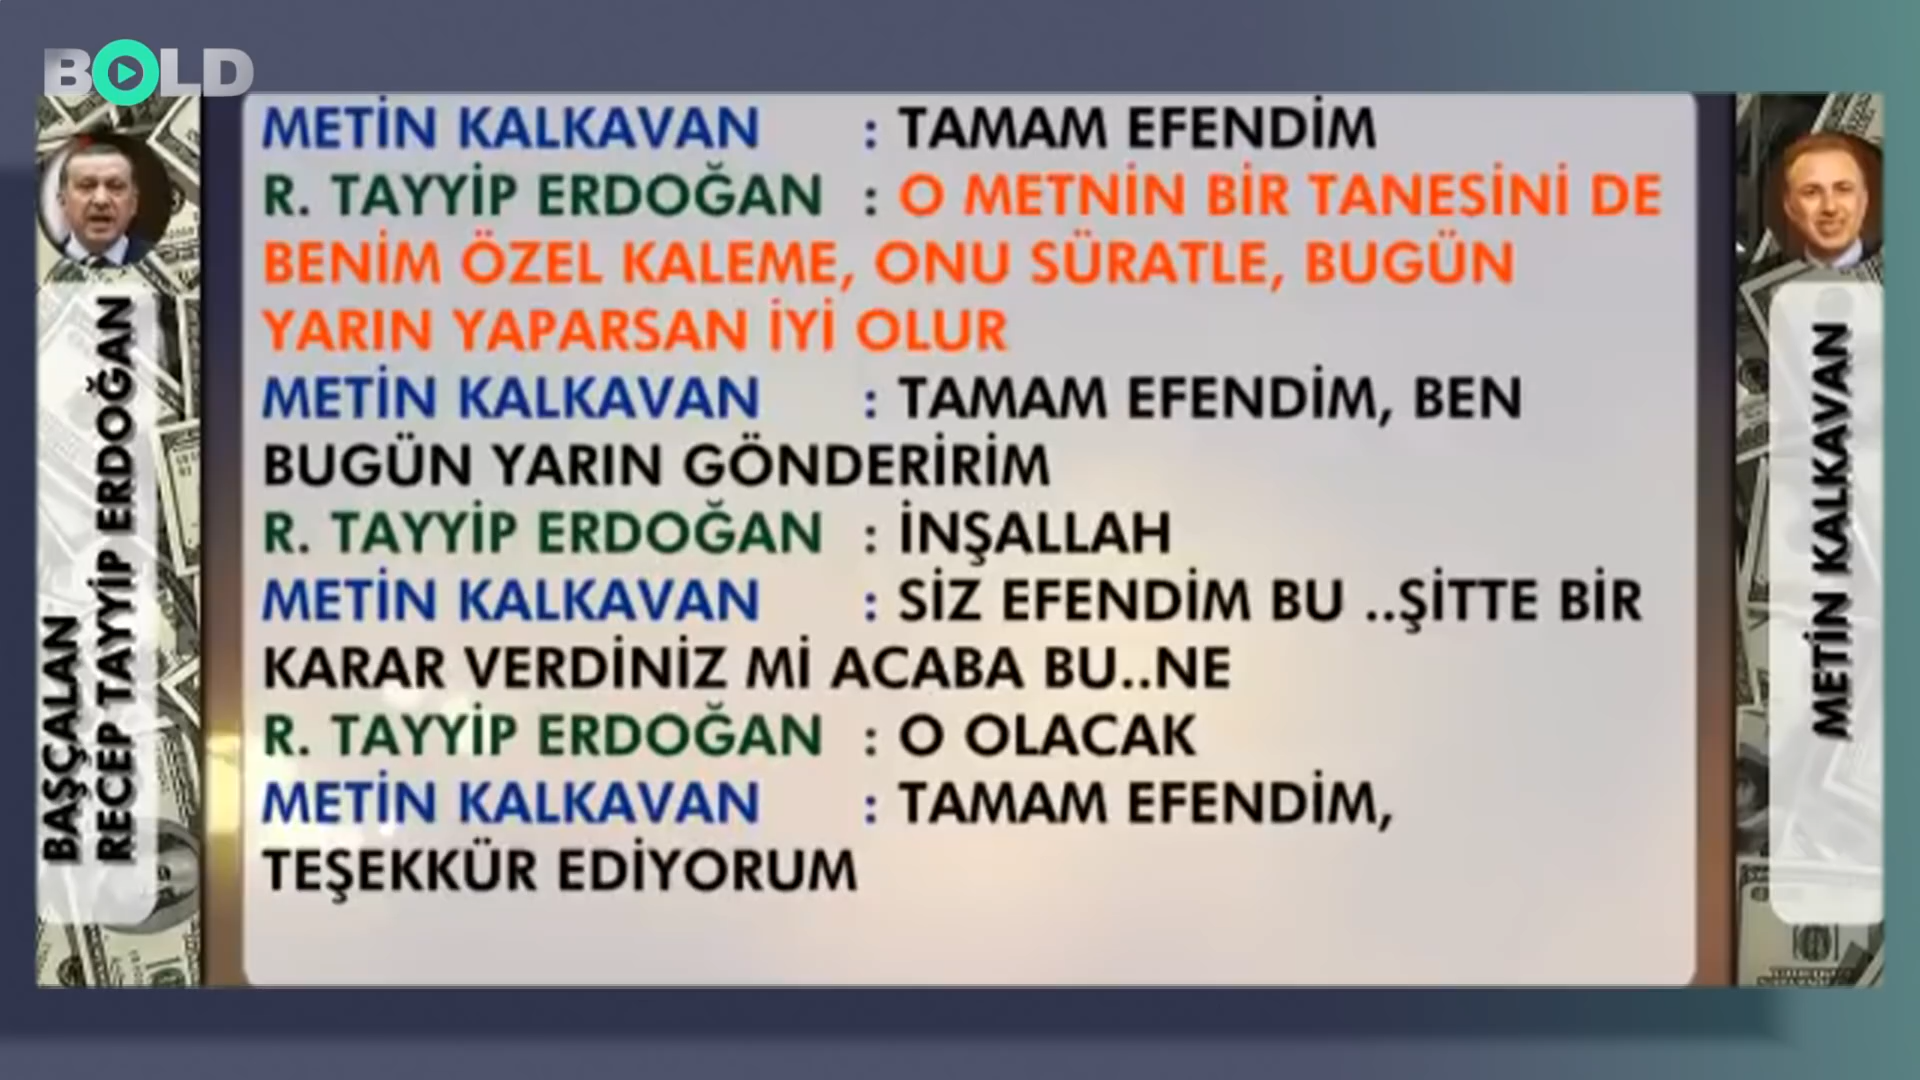 BOLD
METİN KALKAVAN : TAMAM EFENDİM
R. TAYYİP ERDOĞAN : O METNİN BİR TANESİNİ DE
BENİM ÖZEL KALEME, ONU SÜRATLE, BUGÜN
YARIN YAPARSAN İYİ OLUR
METİN KALKAVAN : TAMAM EFENDİM, BEN
BUGÜN YARIN GÖNDERİRİM
R. TAYYİP ERDOĞAN : İNŞALLAH
METİN KALKAVAN : SİZ EFENDİM BU ..ŞİTTE BİR
KARAR VERDİNİZ Mİ ACABA BU..NE
R. TAYYİP ERDOĞAN : O OLACAK
METİN KALKAVAN : TAMAM EFENDİM,
TEŞEKKÜR EDİYORUM
BAŞÇALAN
RECEP TAYYİP ERDOĞAN
METİN KALKAVAN